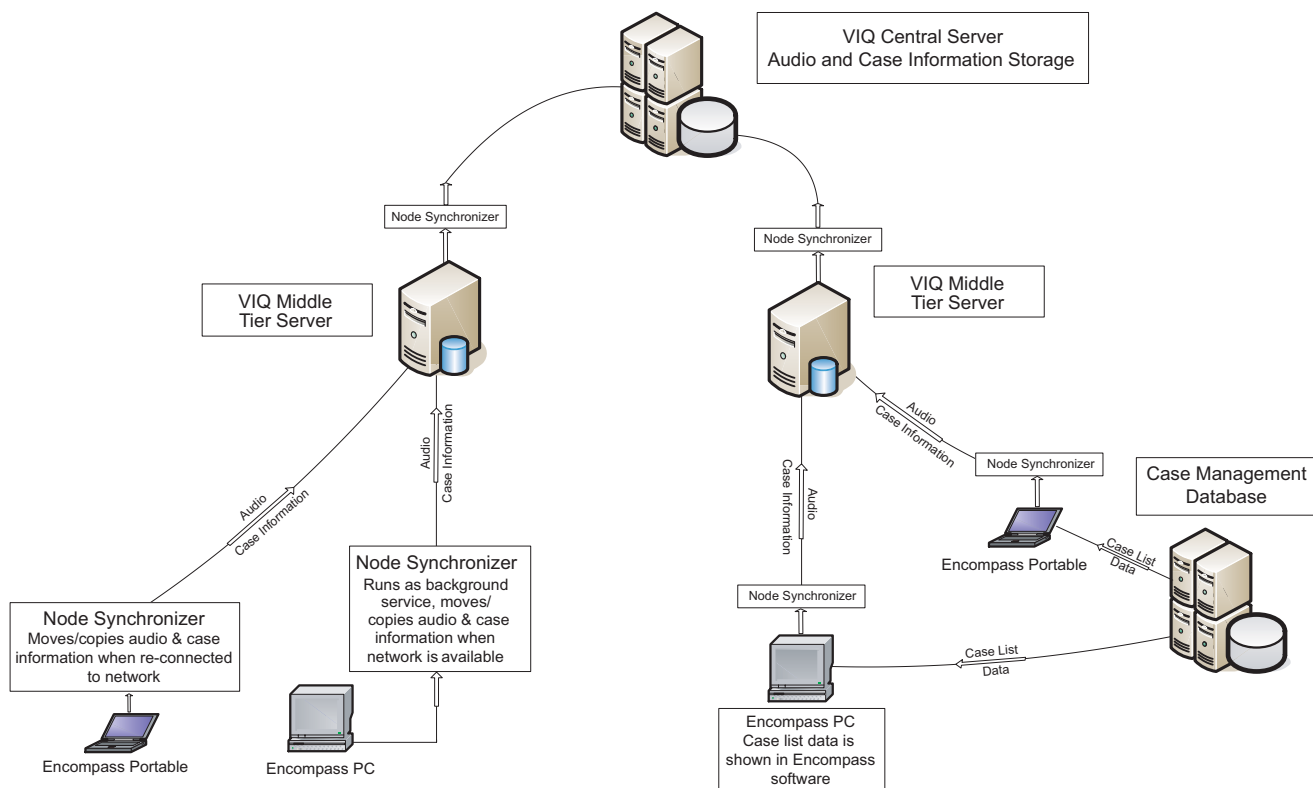 VIQ Central Server
Audio and Case Information Storage
Node Synchronizer
Node Synchronizer
VIQ Middle
Tier Server
VIQ Middle
Tier Server
Audio
Case Information
Audio
Case Information
Audio
Case Information
Audio
Case Information
Node Synchronizer
Case Management
Database
Encompass Portable
Case List
Data
Node Synchronizer
Runs as background
service, moves/
copies audio & case
information when
network is available
Node Synchronizer
Node Synchronizer
Moves/copies audio & case
information when re-connected
to network
Case List
Data
Encompass Portable
Encompass PC
Encompass PC
Case list data is
shown in Encompass
software